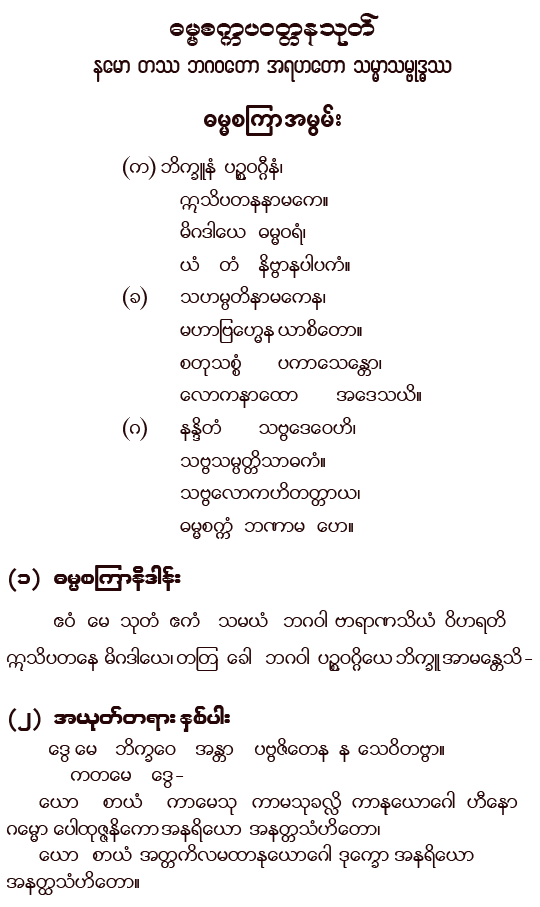 ဓမ္မစက္ကပဝတ္တနသုတ်
နမော တဿ ဘဂဝတော အရဟတော သမ္မာသမ္ဗုဒ္ဓဿ
ဓမ္မစကြာအမွမ်း
(က) ဘိက္ခူနံ ပဉ္စဝဂ္ဂီနံ၊
ဣသိပတနနာမကေ။
မိဂဒါယေ ဓမ္မဝရံ၊
ယံ တံ နိဗ္ဗာနပါပကံ။
(ခ) သဟမ္ပတိနာမကေန၊
မဟာဗြဟ္မေန ယာစိတော။
စတုသစ္စံ ပကာသေန္တော၊
လောကနာထော အဒေသယိ။
(ဂ) နန္ဒိတံ သဗ္ဗဒေဝေဟိ၊
သဗ္ဗသမ္ပတ္တိသာဓကံ။
သဗ္ဗလောကဟိတတ္တာယ၊
ဓမ္မစက္ကံ ဘဏာမ ဟေ။
(၁) ဓမ္မစကြာနိဒါန်း
ဧဝံ မေ သုတံ ဧကံ သမယံ ဘဂဝါ ဗာရာဏသိယံ ဝိဟရတိ
ဣသိပတနေ မိဂဒါယေ၊ တတြ ခေါ ဘဂဝါ ပဉ္စဝဂ္ဂိယေ ဘိက္ခူ အာမန္တေသိ–
(၂) အယုတ်တရား နှစ်ပါး
ဒွေ မေ ဘိက္ခဝေ အန္တာ ပဗ္ဗဇိတေန န သေဝိတဗ္ဗာ။
ကတမေ ဒွေ–
ယော စာယံ ကာမေသု ကာမသုခလ္လိ ကာနုယောဂေါ ဟီနော
ဂမ္မော ပေါထုဇ္ဇနိကော အနရိယော အနတ္တသံဟိတော၊
ယော စာယံ အတ္တကိလမထာနုယောဂေါ ဒုက္ခော အနရိယော
အနတ္ထသံဟိတော။